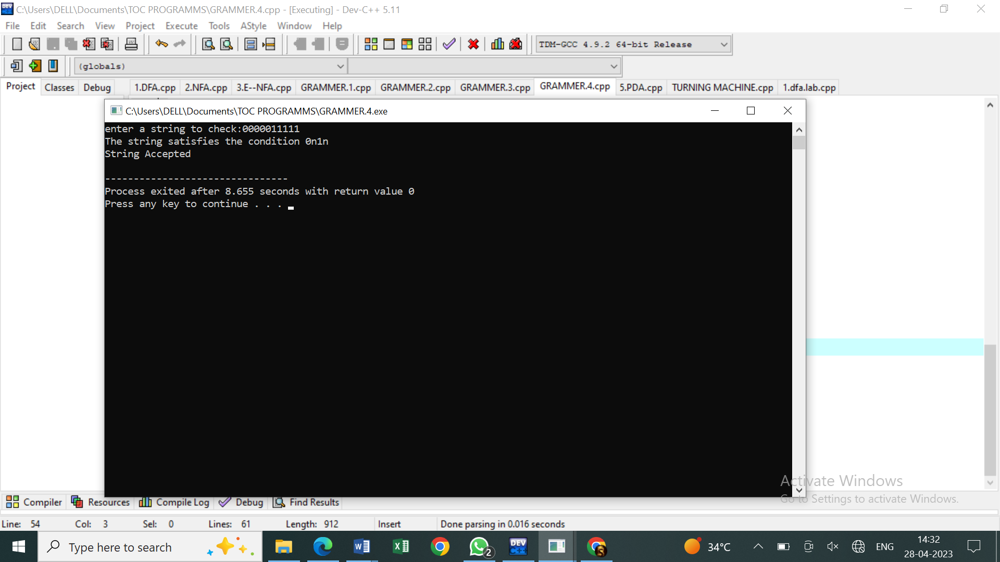 C:\Users\DELL\Documents\TOC PROGRAMMS\GRAMMER.4.cpp - [Executing] - Dev-C++ 5.11
File Edit Search View Project Execute Tools AStyle Window Help
TDM-GCC 4.9.2 64-bit Release
(globals)
Project Classes Debug 1.DFA.cpp 2.NFA.cpp 3.E--NFA.cpp GRAMMER.1.cpp GRAMMER.2.cpp GRAMMER.3.cpp GRAMMER.4.cpp 5.PDA.cpp TURNING MACHINE.cpp 1.dfa.lab.cpp
C:\Users\DELL\Documents\TOC PROGRAMMS\GRAMMER.4.exe
enter a string to check:0000011111
The string satisfies the condition 0n1n
String Accepted
--------------------------------
Process exited after 8.655 seconds with return value 0
Press any key to continue . . .
Activate Windows
Go to Settings to activate Windows.
Compiler Resources Compile Log Debug Find Results
Line: 54 Col: 3 Sel: 0 Lines: 61 Length: 912 Insert Done parsing in 0.016 seconds
Type here to search
2
DEV C++
34°C
ENG
14:32
28-04-2023